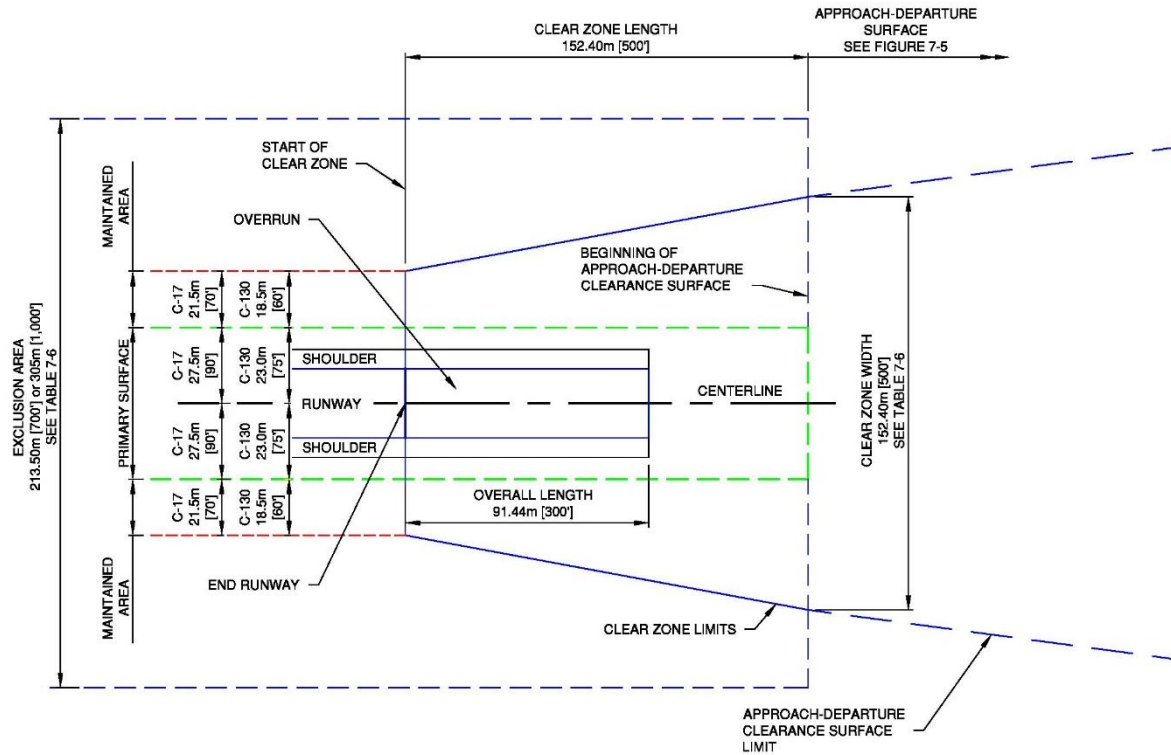 CLEAR ZONE LENGTH
152.40m [500']
APPROACH-DEPARTURE
SURFACE
SEE FIGURE 7-5
START OF
CLEAR ZONE
OVERRUN
BEGINNING OF
APPROACH-DEPARTURE
CLEARANCE SURFACE
EXCLUSION AREA
213.50m [700'] or 305m [1,000']
SEE TABLE 7-6
MAINTAINED
AREA
PRIMARY SURFACE
MAINTAINED
AREA
C-17
21.5m
[70']
C-130
18.5m
[60']
C-17
27.5m
[90']
C-130
23.0m
[75']
C-17
27.5m
[90']
C-130
23.0m
[75']
C-17
21.5m
[70']
C-130
18.5m
[60']
SHOULDER
RUNWAY
CENTERLINE
SHOULDER
OVERALL LENGTH
91.44m [300']
CLEAR ZONE WIDTH
152.40m [500']
SEE TABLE 7-6
END RUNWAY
CLEAR ZONE LIMITS
APPROACH-DEPARTURE
CLEARANCE SURFACE
LIMIT